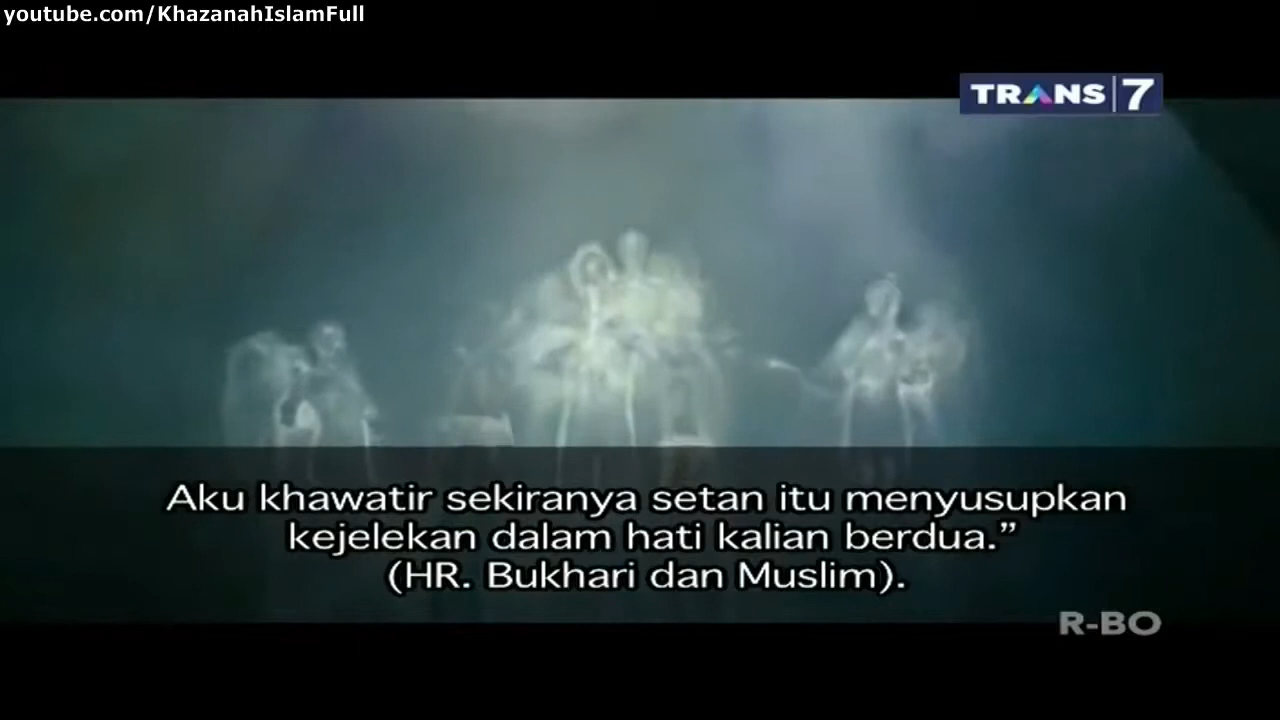 youtube.com/KhazanahIslamFull
TRANS|7
Aku khawatir sekiranya setan itu menyusupkan
kejelekan dalam hati kalian berdua.”
(HR. Bukhari dan Muslim).
R-BO